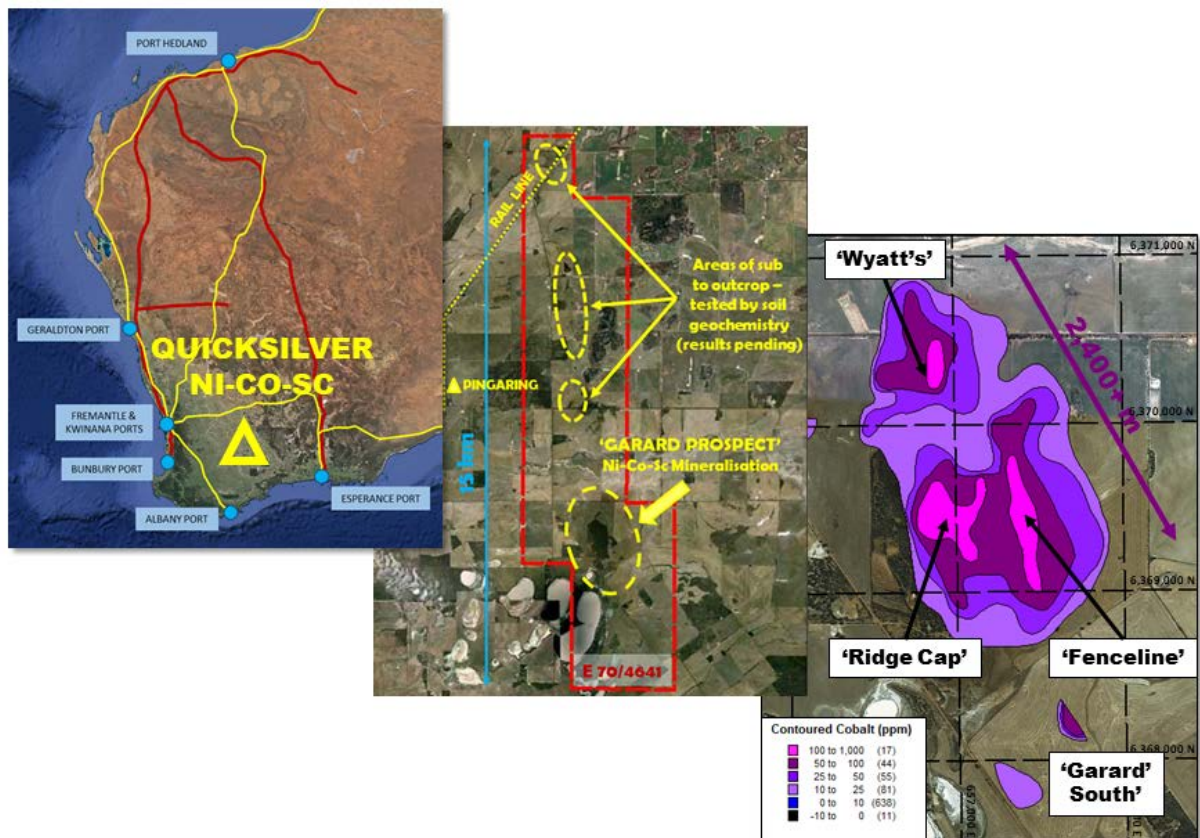 PORT HEDLAND
GERALDTON PORT
QUICKSILVER
NI-CO-SC
FREMANTLE &
KWINANA PORTS
BUNBURY PORT
ALBANY PORT
ESPERANCE PORT
RAIL LINE
15 km
Areas of sub
to outcrop –
tested by soil
geochemistry
(results pending)
PINGARING
'GARARD PROSPECT'
Ni-Co-Sc Mineralisation
E 70/4641
6,371,000 N
'Wyatt's'
2,400+ m
6,370,000 N
6,369,000 N
'Ridge Cap'
'Fenceline'
6,368,000 N
'Garard'
South'
Contoured Cobalt (ppm)
100 to 1,000 (17)
50 to 100 (44)
25 to 50 (55)
10 to 25 (81)
0 to 10 (638)
-10 to 0 (11)
657,000 E